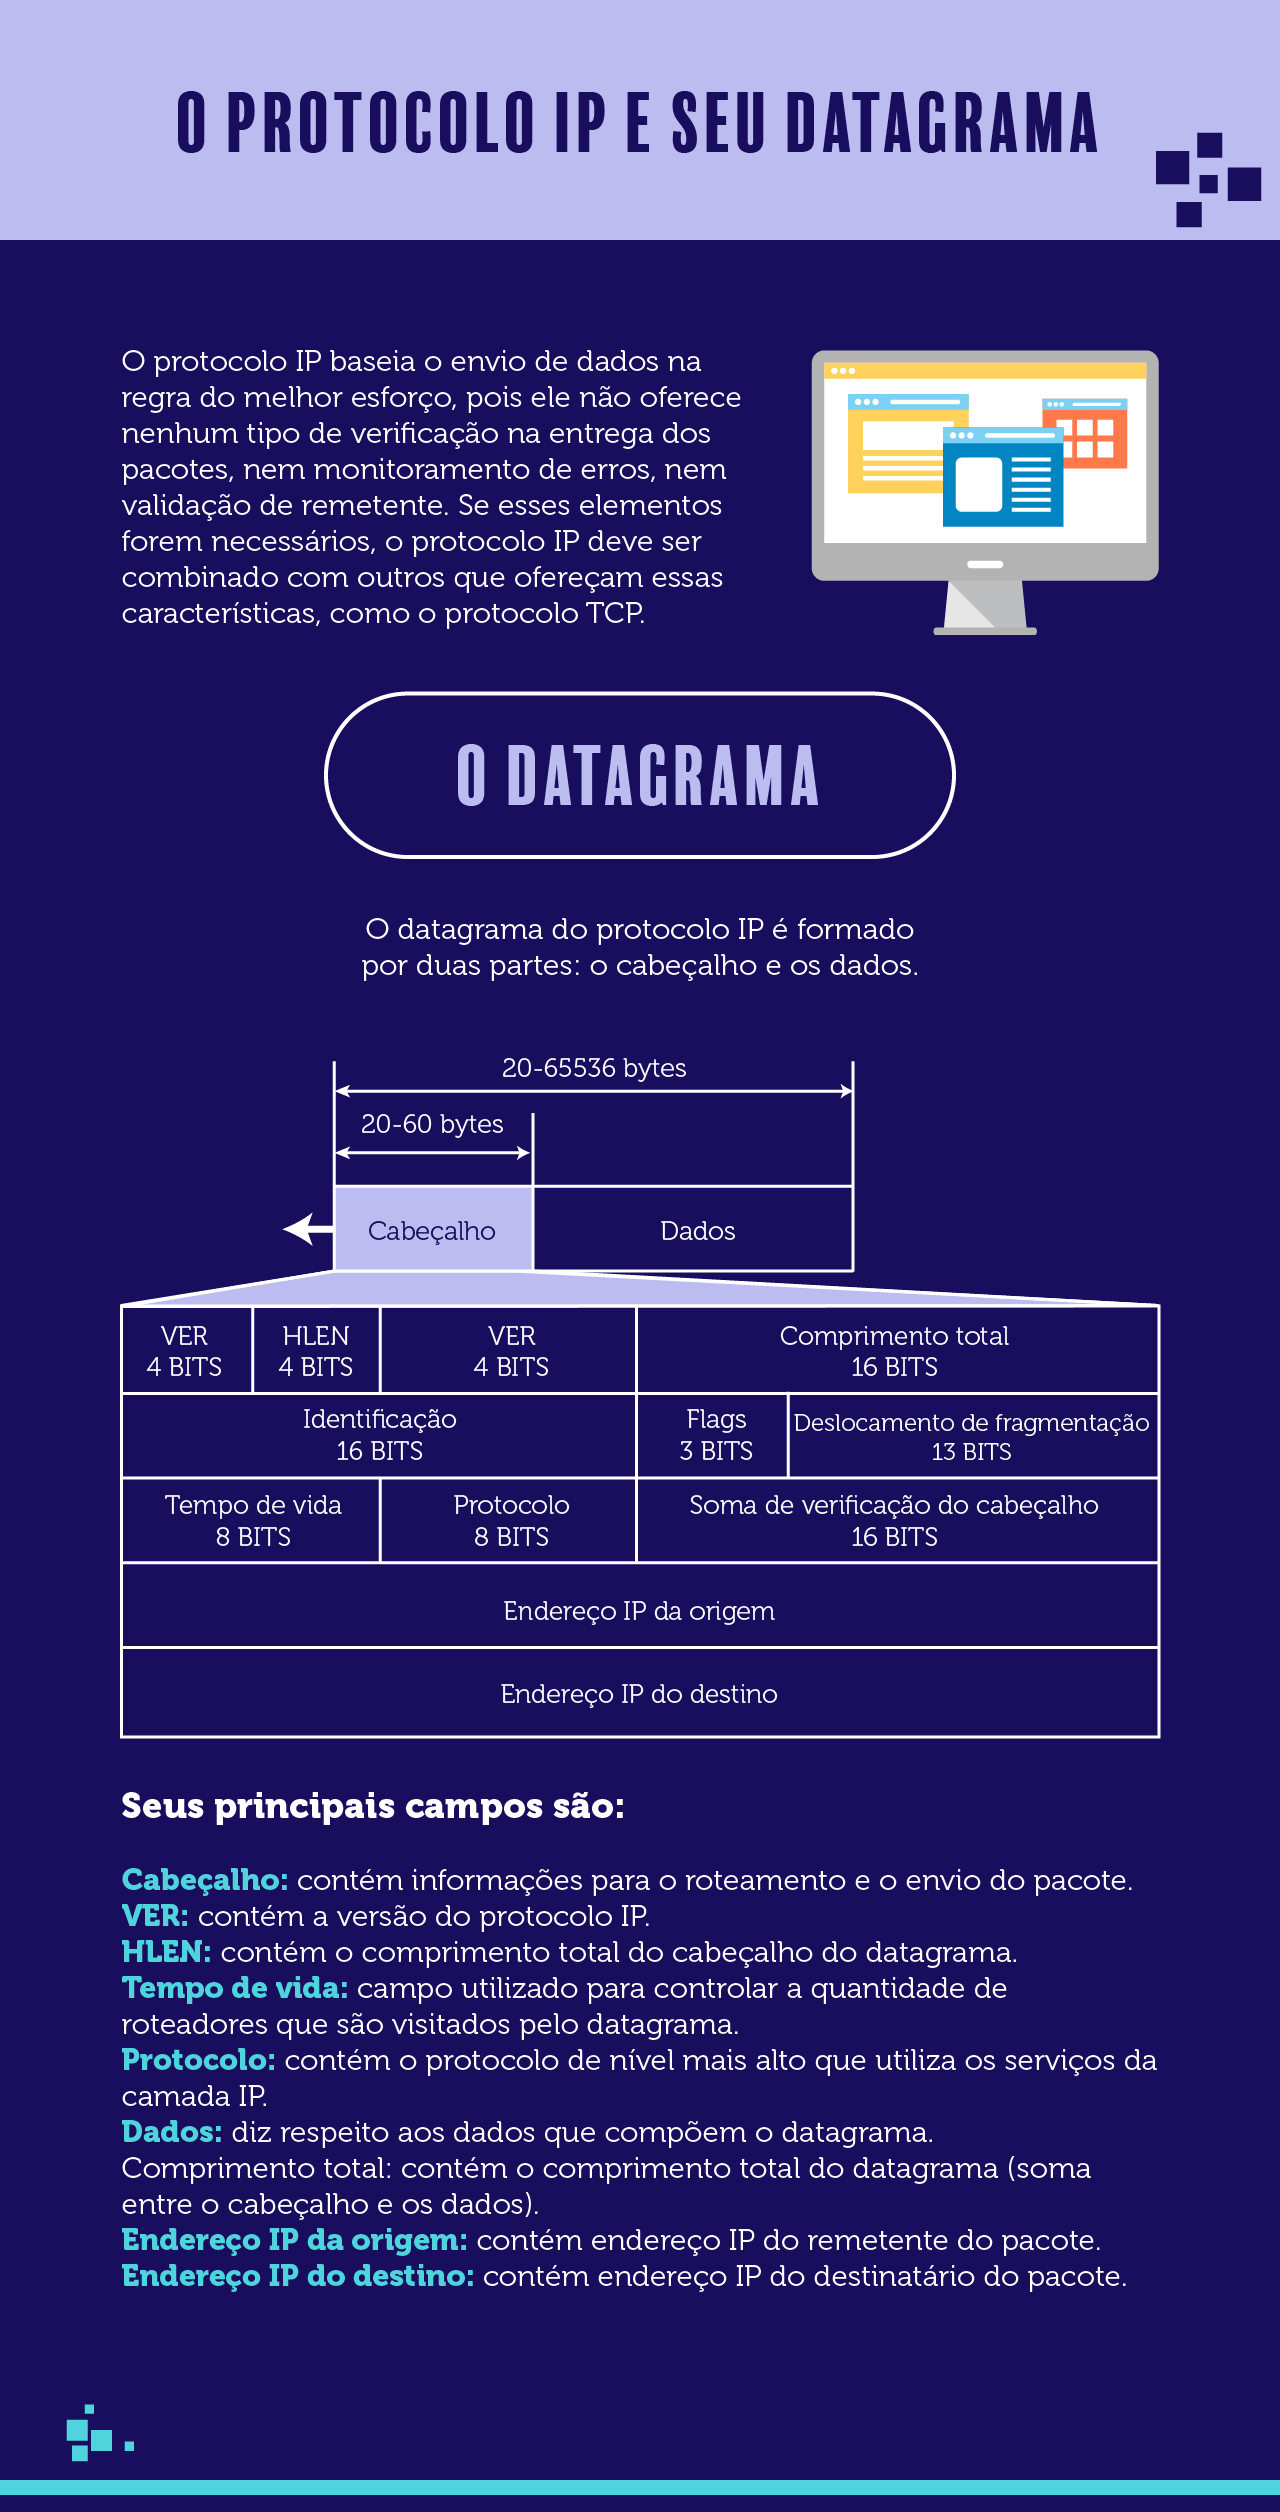 O PROTOCOLO IP E SEU DATAGRAMA
O protocolo IP baseia o envio de dados na
regra do melhor esforço, pois ele não oferece
nenhum tipo de verificação na entrega dos
pacotes, nem monitoramento de erros, nem
validação de remetente. Se esses elementos
forem necessários, o protocolo IP deve ser
combinado com outros que ofereçam essas
características, como o protocolo TCP.
O DATAGRAMA
O datagrama do protocolo IP é formado
por duas partes: o cabeçalho e os dados.
20-65536 bytes
20-60 bytes
Cabeçalho
Dados
VER
4 BITS
HLEN
4 BITS
VER
4 BITS
Comprimento total
16 BITS
Identificação
16 BITS
Flags
3 BITS
Deslocamento de fragmentação
13 BITS
Tempo de vida
8 BITS
Protocolo
8 BITS
Soma de verificação do cabeçalho
16 BITS
Endereço IP da origem
Endereço IP do destino
Seus principais campos são:
Cabeçalho: contém informações para o roteamento e o envio do pacote.
VER: contém a versão do protocolo IP.
HLEN: contém o comprimento total do cabeçalho do datagrama.
Tempo de vida: campo utilizado para controlar a quantidade de
roteadores que são visitados pelo datagrama.
Protocolo: contém o protocolo de nível mais alto que utiliza os serviços da
camada IP.
Dados: diz respeito aos dados que compõem o datagrama.
Comprimento total: contém o comprimento total do datagrama (soma
entre o cabeçalho e os dados).
Endereço IP da origem: contém endereço IP do remetente do pacote.
Endereço IP do destino: contém endereço IP do destinatário do pacote.